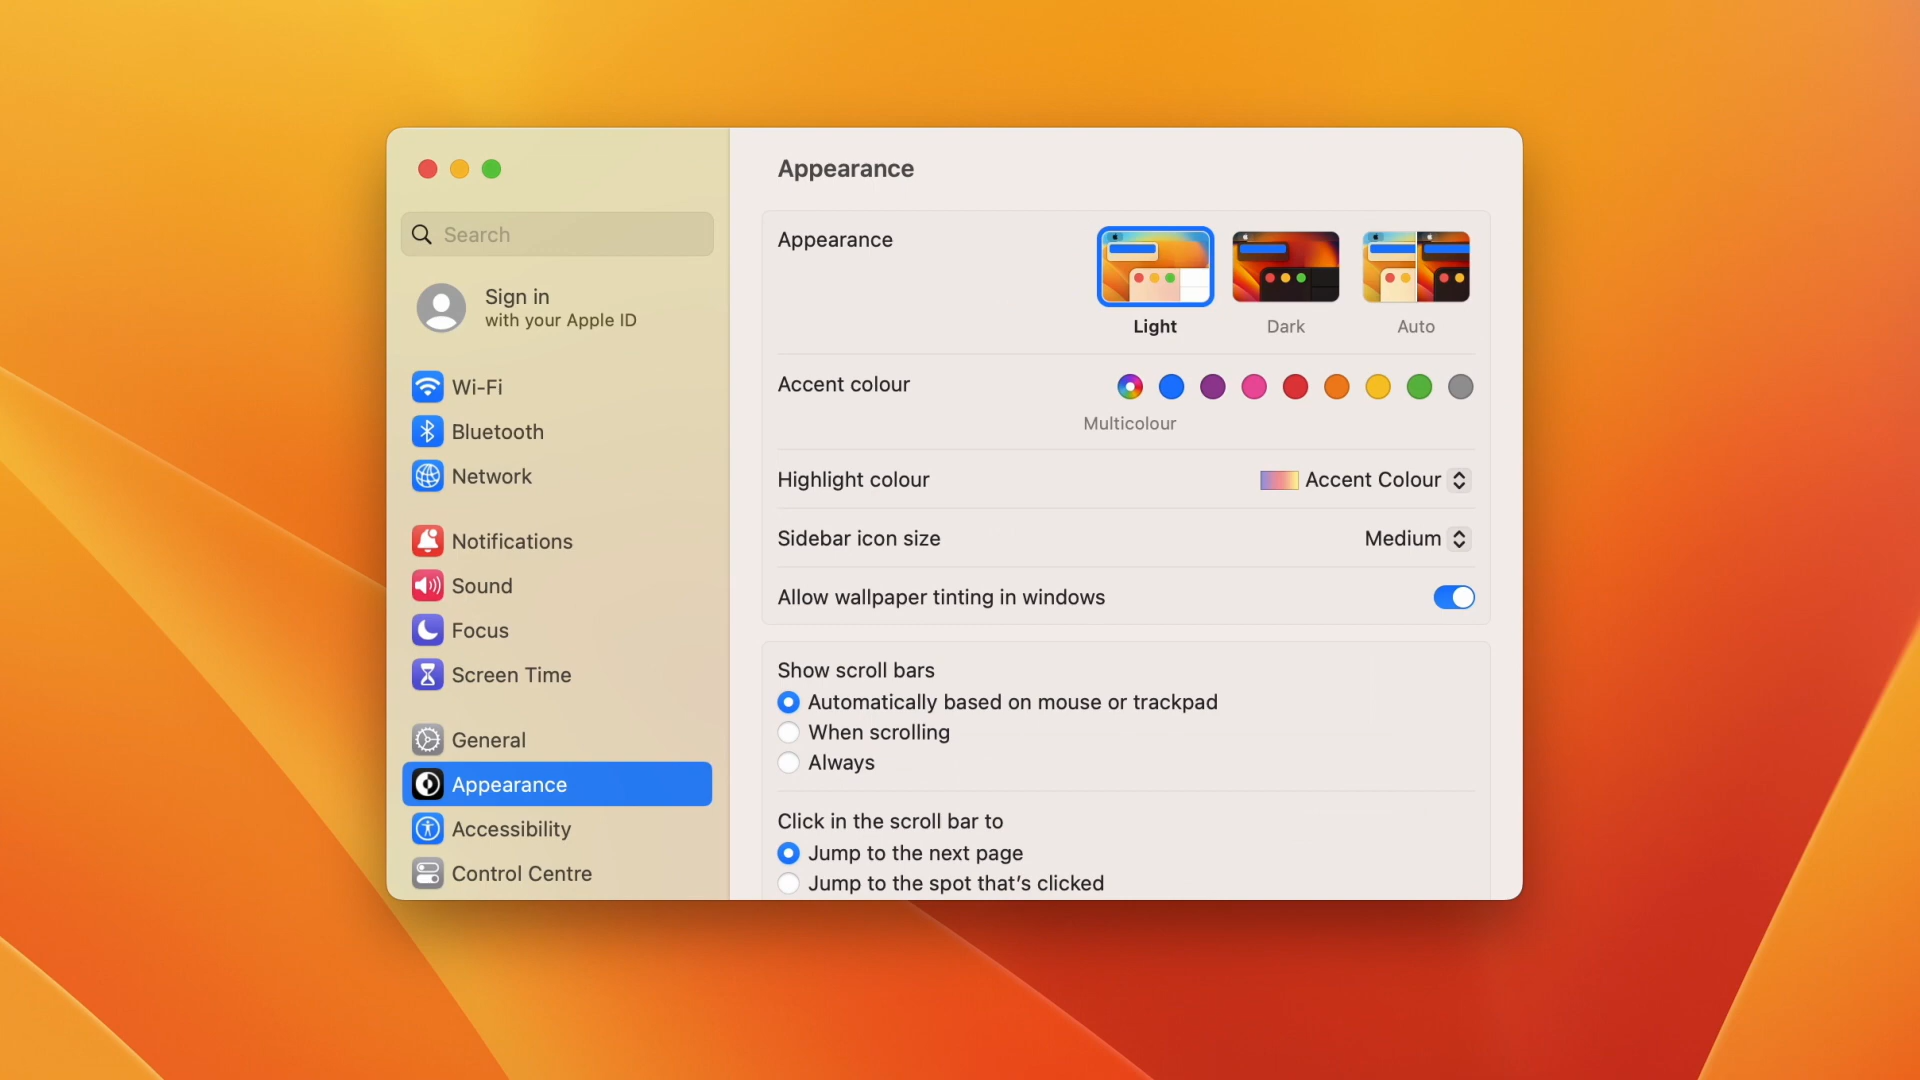 Search
Sign in
with your Apple ID
Wi-Fi
Bluetooth
Network
Notifications
Sound
Focus
Screen Time
General
Appearance
Accessibility
Control Centre
Appearance
Appearance
Light
Dark
Auto
Accent colour
Multicolour
Highlight colour
Accent Colour
Sidebar icon size
Medium
Allow wallpaper tinting in windows
Show scroll bars
Automatically based on mouse or trackpad
When scrolling
Always
Click in the scroll bar to
Jump to the next page
Jump to the spot that’s clicked